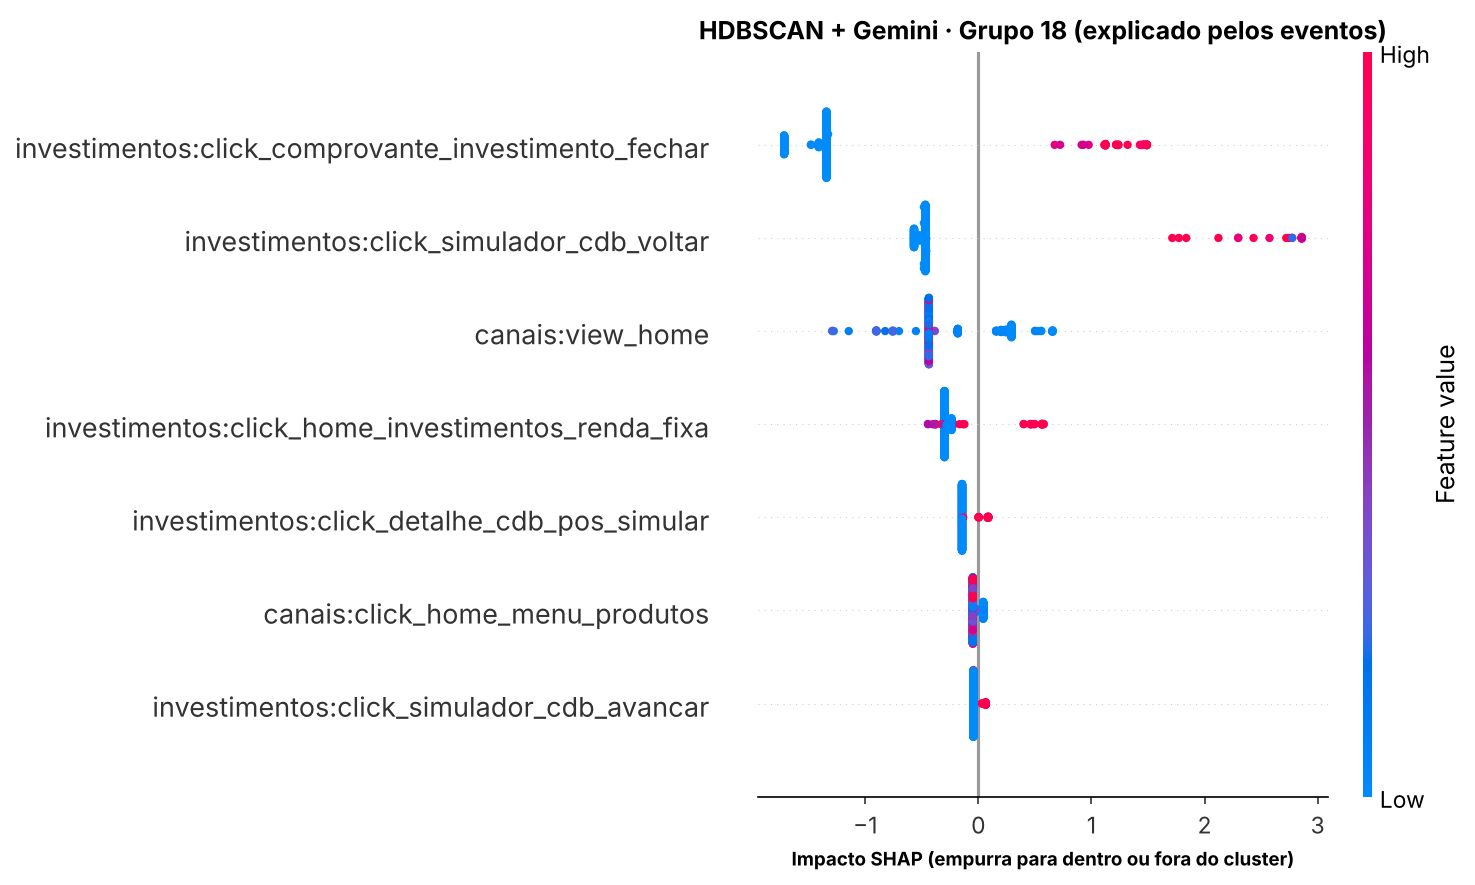 HDBSCAN + Gemini · Grupo 18 (explicado pelos eventos)
High
investimentos:click_comprovante_investimento_fechar
investimentos:click_simulador_cdb_voltar
canais:view_home
investimentos:click_home_investimentos_renda_fixa
investimentos:click_detalhe_cdb_pos_simular
canais:click_home_menu_produtos
investimentos:click_simulador_cdb_avancar
Feature value
Low
−1 0 1 2 3
Impacto SHAP (empurra para dentro ou fora do cluster)